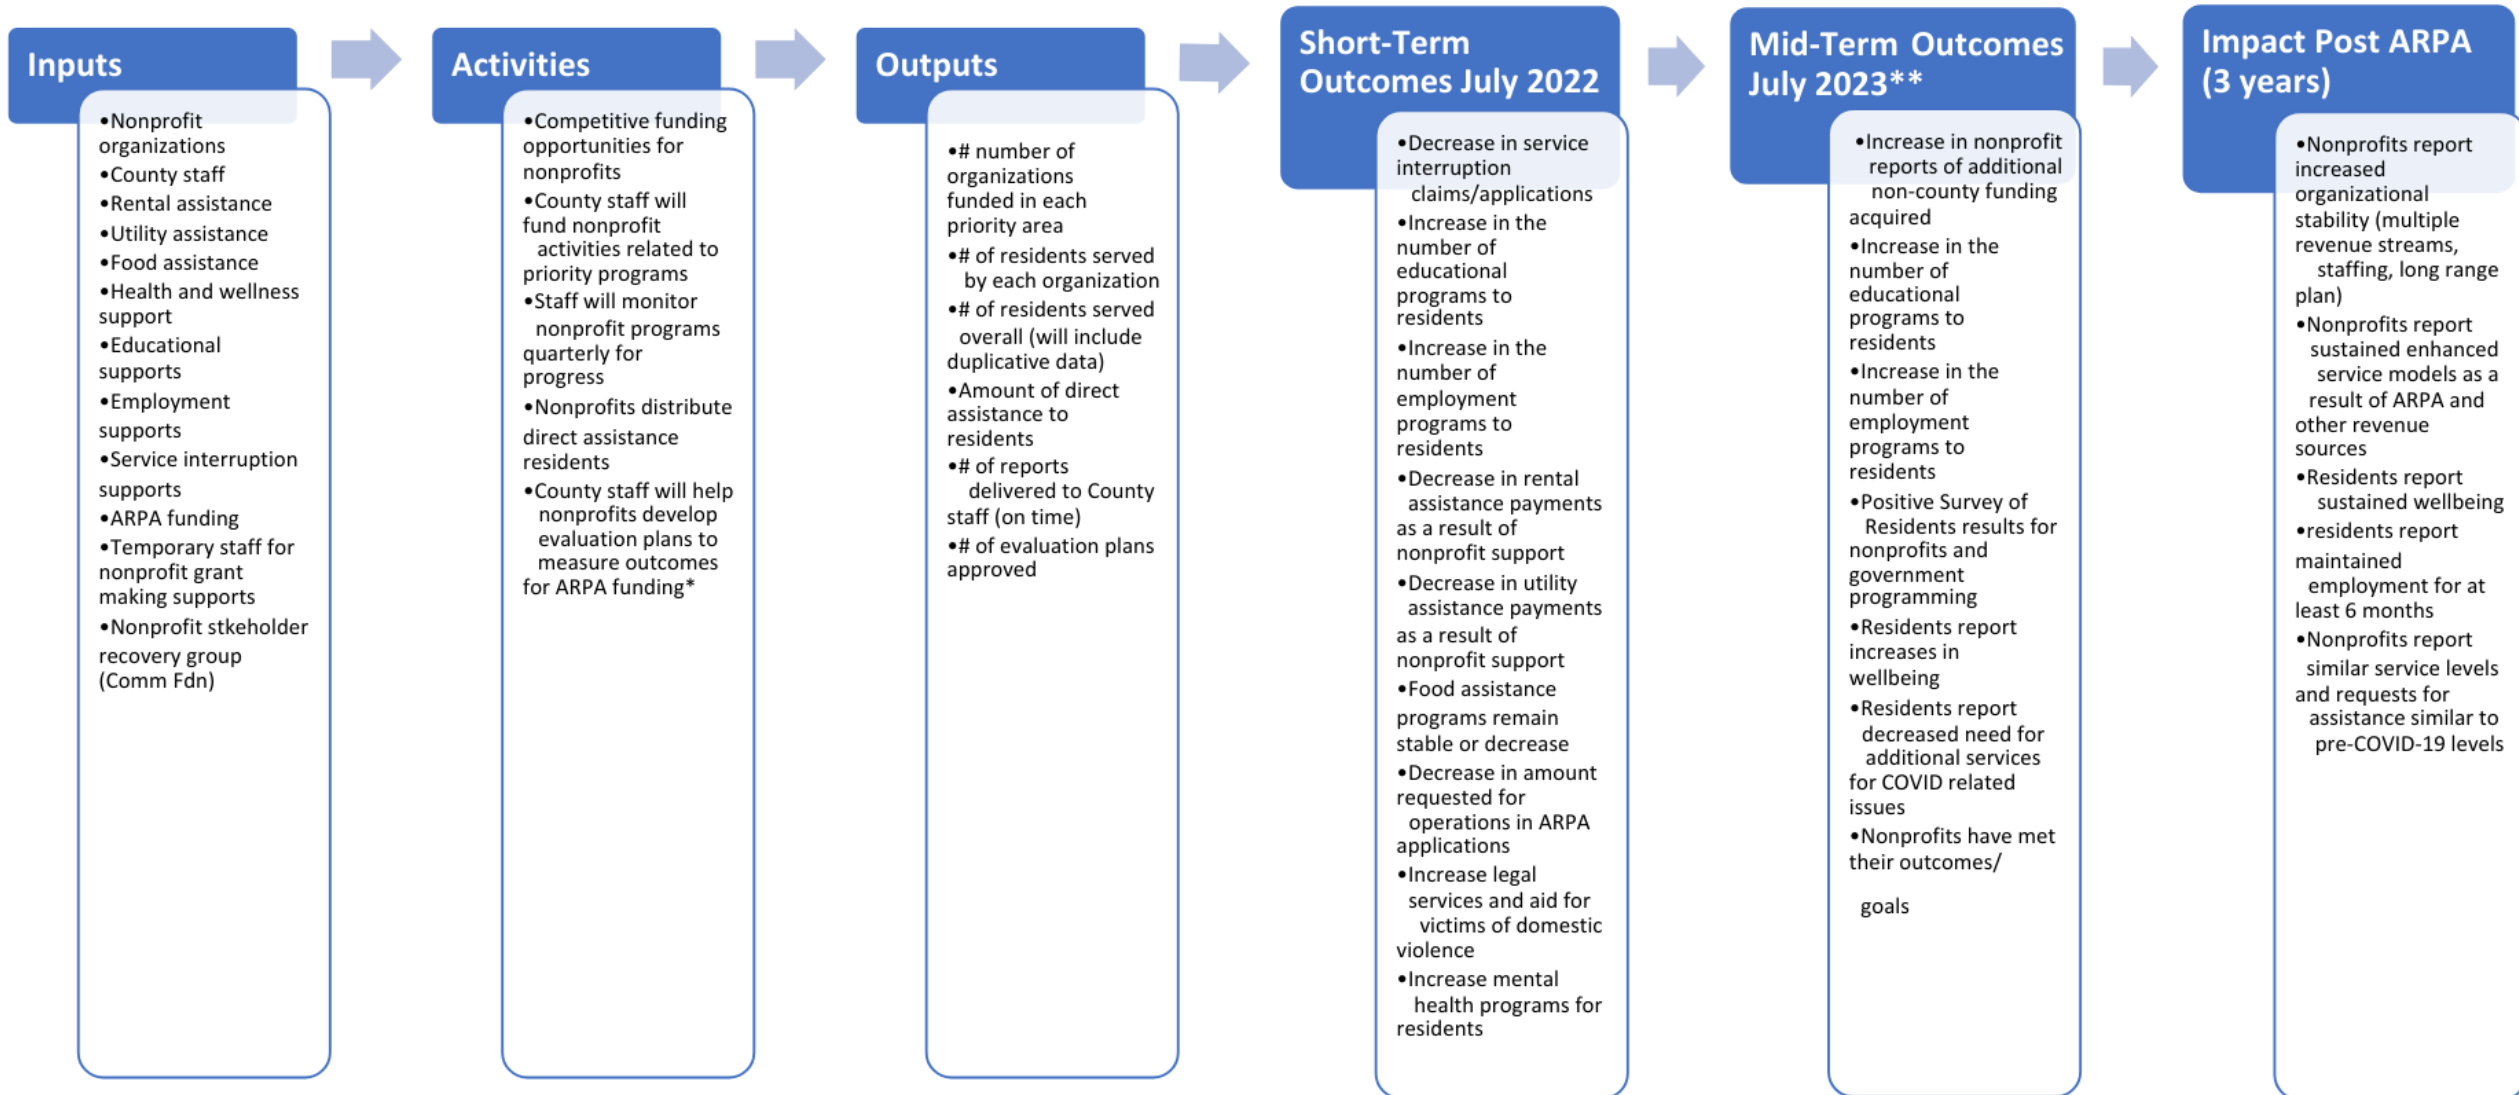 Inputs
•Nonprofit
organizations
•County staff
•Rental assistance
•Utility assistance
•Food assistance
•Health and wellness
support
•Educational
supports
•Employment
supports
•Service interruption
supports
•ARPA funding
•Temporary staff for
nonprofit grant
making supports
•Nonprofit stkeholder
recovery group
(Comm Fdn)
Activities
•Competitive funding
opportunities for
nonprofits
•County staff will
fund nonprofit
activities related to
priority programs
•Staff will monitor
nonprofit programs
quarterly for
progress
•Nonprofits distribute
direct assistance
residents
•County staff will help
nonprofits develop
evaluation plans to
measure outcomes
for ARPA funding*
Outputs
•# number of
organizations
funded in each
priority area
•# of residents served
by each organization
•# of residents served
overall (will include
duplicative data)
•Amount of direct
assistance to
residents
•# of reports
delivered to County
staff (on time)
•# of evaluation plans
approved
Short-Term
Outcomes July 2022
•Decrease in service
interruption
claims/applications
•Increase in the
number of
educational
programs to
residents
•Increase in the
number of
employment
programs to
residents
•Decrease in rental
assistance payments
as a result of
nonprofit support
•Decrease in utility
assistance payments
as a result of
nonprofit support
•Food assistance
programs remain
stable or decrease
•Decrease in amount
requested for
operations in ARPA
applications
•Increase legal
services and aid for
victims of domestic
violence
•Increase mental
health programs for
residents
Mid-Term Outcomes
July 2023**
•Increase in nonprofit
reports of additional
non-county funding
acquired
•Increase in the
number of
educational
programs to
residents
•Increase in the
number of
employment
programs to
residents
•Positive Survey of
Residents results for
nonprofits and
government
programming
•Residents report
increases in
wellbeing
•Residents report
decreased need for
additional services
for COVID related
issues
•Nonprofits have met
their outcomes/
goals
Impact Post ARPA
(3 years)
•Nonprofits report
increased
organizational
stability (multiple
revenue streams,
staffing, long range
plan)
•Nonprofits report
sustained enhanced
service models as a
result of ARPA and
other revenue
sources
•Residents report
sustained wellbeing
•residents report
maintained
employment for at
least 6 months
•Nonprofits report
similar service levels
and requests for
assistance similar to
pre-COVID-19 levels